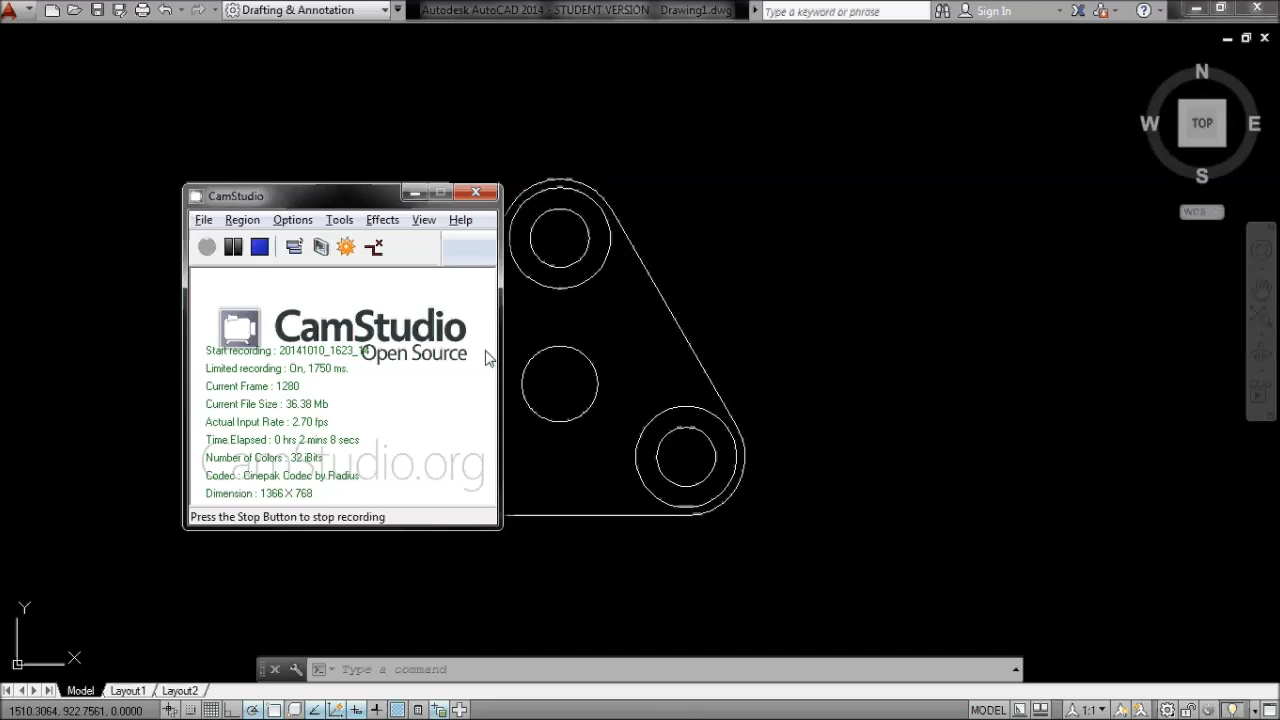 Drafting & Annotation
Autodesk AutoCAD 2014 - STUDENT VERSION Drawing1.dwg
Type a keyword or phrase
Sign In
N
W
TOP
E
S
WCS
CamStudio
File Region Options Tools Effects View Help
CamStudio
Open Source
Start recording : 20141010_1623_14
Limited recording : On, 1750 ms.
Current Frame : 1280
Current File Size : 36.38 Mb
Actual Input Rate : 2.70 fps
Time Elapsed : 0 hrs 2 mins 8 secs
Number of Colors : 32 iBits
CamStudio.org
Codec : Cinepak Codec by Radius
Dimension : 1366 X 768
Press the Stop Button to stop recording
Y
X
Type a command
Model Layout1 Layout2
1510.3064, 922.7561, 0.0000
MODEL
1:1